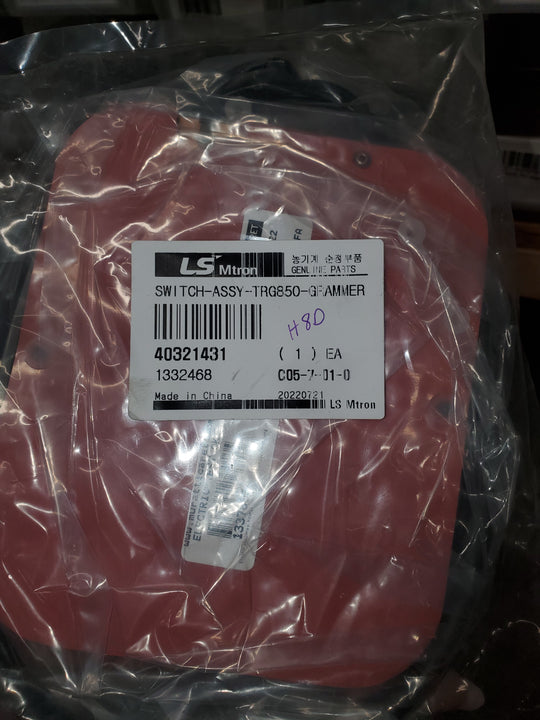 LS Mtron 농기계 순정부품
GENUINE PARTS
SWITCH-ASSY-TRG850-GRAMMER
H80
40321431 ( 1 ) EA
1332468 C05-7-01-0
Made in China 20220721
LS Mtron